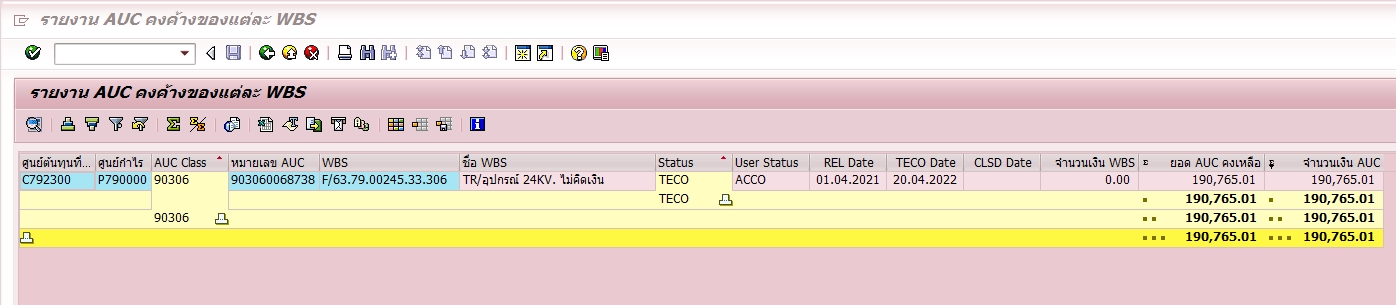 รายงาน AUC คงค้างของแต่ละ WBS
รายงาน AUC คงค้างของแต่ละ WBS
ศูนย์ต้นทุนที่... ศูนย์กำไร AUC Class หมายเลข AUC WBS ชื่อ WBS Status User Status REL Date TECO Date CLSD Date จำนวนเงิน WBS ยอด AUC คงเหลือ จำนวนเงิน AUC
C792300 P790000 90306 903060068738 F/63.79.00245.33.306 TR/อุปกรณ์ 24KV. ไม่คิดเงิน TECO ACCO 01.04.2021 20.04.2022 0.00 190,765.01 190,765.01
TECO 190,765.01 190,765.01
90306 190,765.01 190,765.01
190,765.01 190,765.01